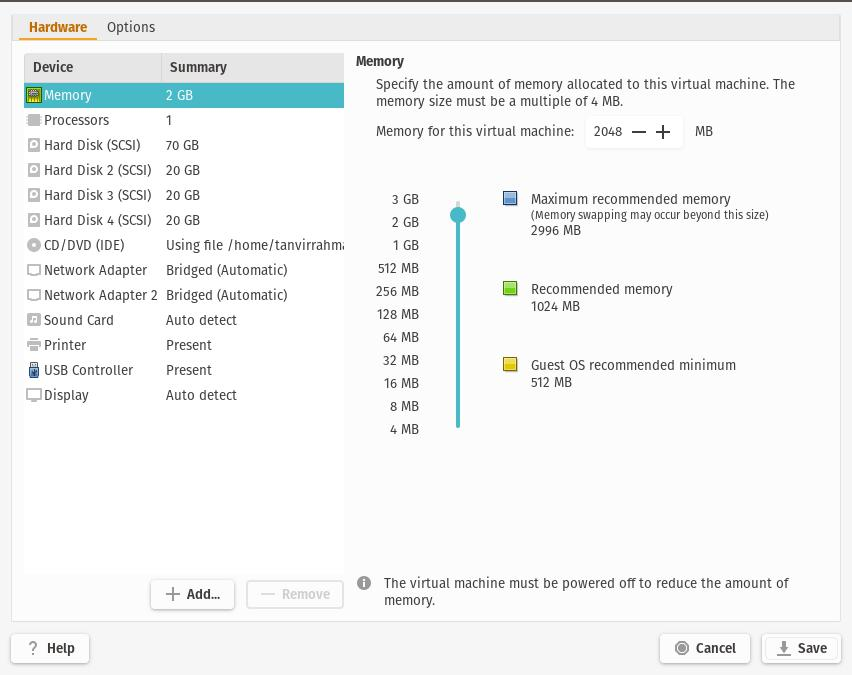 Hardware Options
Device Summary
Memory 2 GB
Processors 1
Hard Disk (SCSI) 70 GB
Hard Disk 2 (SCSI) 20 GB
Hard Disk 3 (SCSI) 20 GB
Hard Disk 4 (SCSI) 20 GB
CD/DVD (IDE) Using file /home/tanvirrahma
Network Adapter Bridged (Automatic)
Network Adapter 2 Bridged (Automatic)
Sound Card Auto detect
Printer Present
USB Controller Present
Display Auto detect
Add...
Remove
Memory
Specify the amount of memory allocated to this virtual machine. The
memory size must be a multiple of 4 MB.
Memory for this virtual machine: 2048 MB
3 GB
2 GB
1 GB
512 MB
256 MB
128 MB
64 MB
32 MB
16 MB
8 MB
4 MB
Maximum recommended memory
(Memory swapping may occur beyond this size)
2996 MB
Recommended memory
1024 MB
Guest OS recommended minimum
512 MB
The virtual machine must be powered off to reduce the amount of
memory.
? Help
Cancel
Save